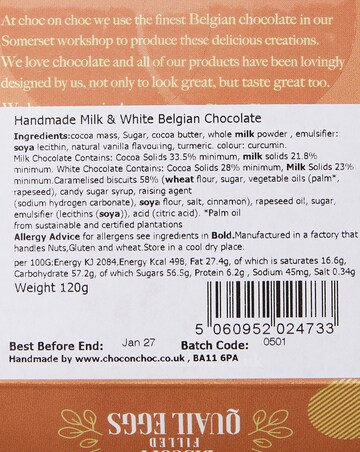 At choc on choc we use the finest Belgian chocolate in our
Somerset workshop to produce these delicious creations.
We love chocolate and all of our products have been lovingly
designed by us, not only to look great, but taste great too.
Handmade Milk & White Belgian Chocolate
Ingredients:cocoa mass, Sugar, cocoa butter, whole milk powder , emulsifier:
soya lecithin, natural vanilla flavouring, turmeric. colour: curcumin.
Milk Chocolate Contains: Cocoa Solids 33.5% minimum, milk solids 21.8%
minimum. White Chocolate Contains: Cocoa Solids 28% minimum, Milk Solids 23%
minimum.Caramelised biscuits 58% (wheat flour, sugar, vegetable oils (palm*,
rapeseed), candy sugar syrup, raising agent
(sodium hydrogen carbonate), soya flour, salt, cinnamon), rapeseed oil, sugar,
emulsifier (lecithins (soya)), acid (citric acid). *Palm oil
from sustainable and certified plantations
Allergy Advice for allergens see ingredients in Bold.Manufactured in a factory that
handles Nuts,Gluten and wheat.Store in a cool dry place.
per 100G:Energy KJ 2084,Energy Kcal 498, Fat 27.4g, of which is saturates 16.6g,
Carbohydrate 57.2g, of which Sugars 56.5g, Protein 6.2g , Sodium 45mg, Salt 0.34g
Weight 120g
5 060952 024733
Best Before End: Jan 27 Batch Code: 0501
Handmade by www.choconchoc.co.uk , BA11 6PA
QUAIL EGGS
FILLED
BISCOFF